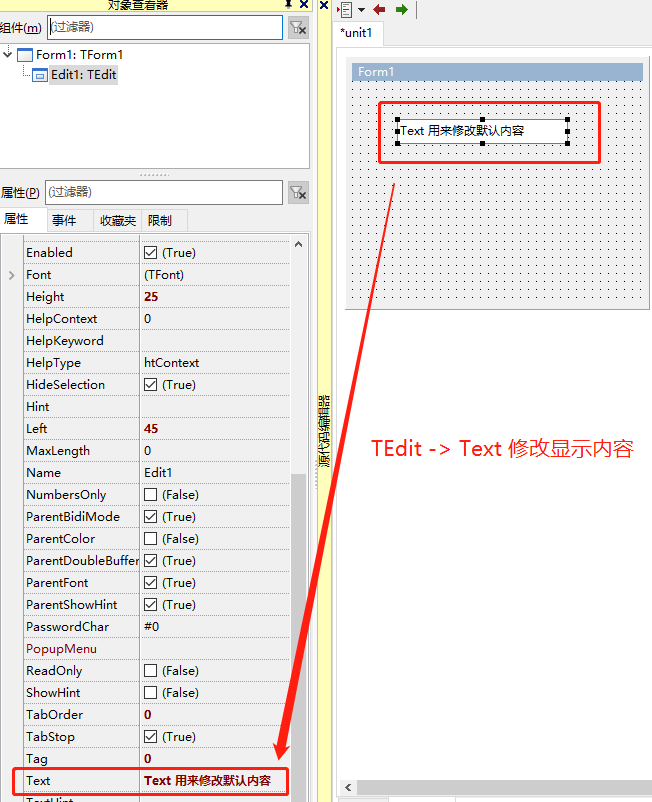 对象查看器
组件(m) (过滤器)
Form1: TForm1
Edit1: TEdit
属性(P) (过滤器)
属性 事件 收藏夹 限制
Enabled (True)
Font (TFont)
Height 25
HelpContext 0
HelpKeyword
HelpType htContext
HideSelection (True)
Hint
Left 45
MaxLength 0
Name Edit1
NumbersOnly (False)
ParentBidiMode (True)
ParentColor (False)
ParentDoubleBuffer (True)
ParentFont (True)
ParentShowHint (True)
PasswordChar #0
PopupMenu
ReadOnly (False)
ShowHint (False)
TabOrder 0
TabStop (True)
Tag 0
Text Text 用来修改默认内容
TextHint
源代码编辑器
*unit1
Form1
Text 用来修改默认内容
TEdit -> Text 修改显示内容